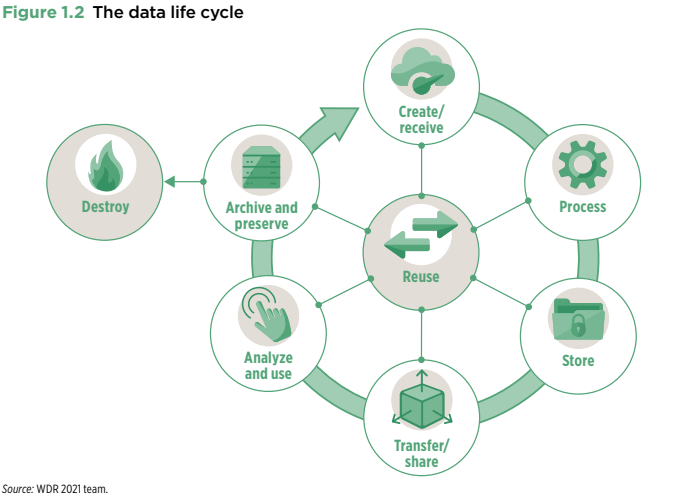 Figure 1.2 The data life cycle
Create/
receive
Process
Store
Transfer/
share
Analyze
and use
Archive and
preserve
Destroy
Reuse
Source: WDR 2021 team.